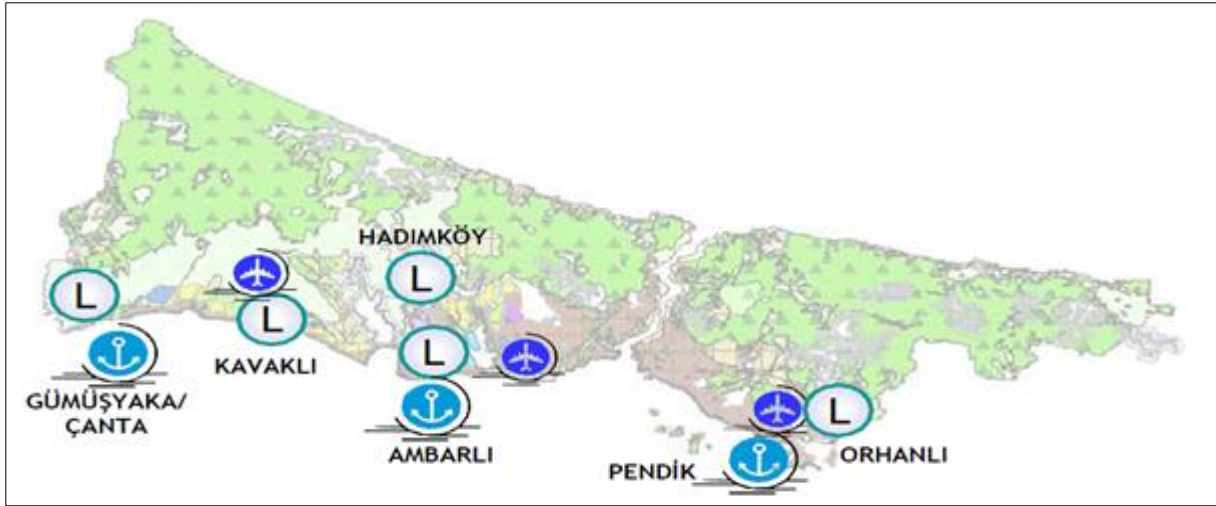 HADIMKÖY
L
L
L
KAVAKLI
L
GÜMÜŞYAKA/
ÇANTA
AMBARLI
L
ORHANLI
PENDİK